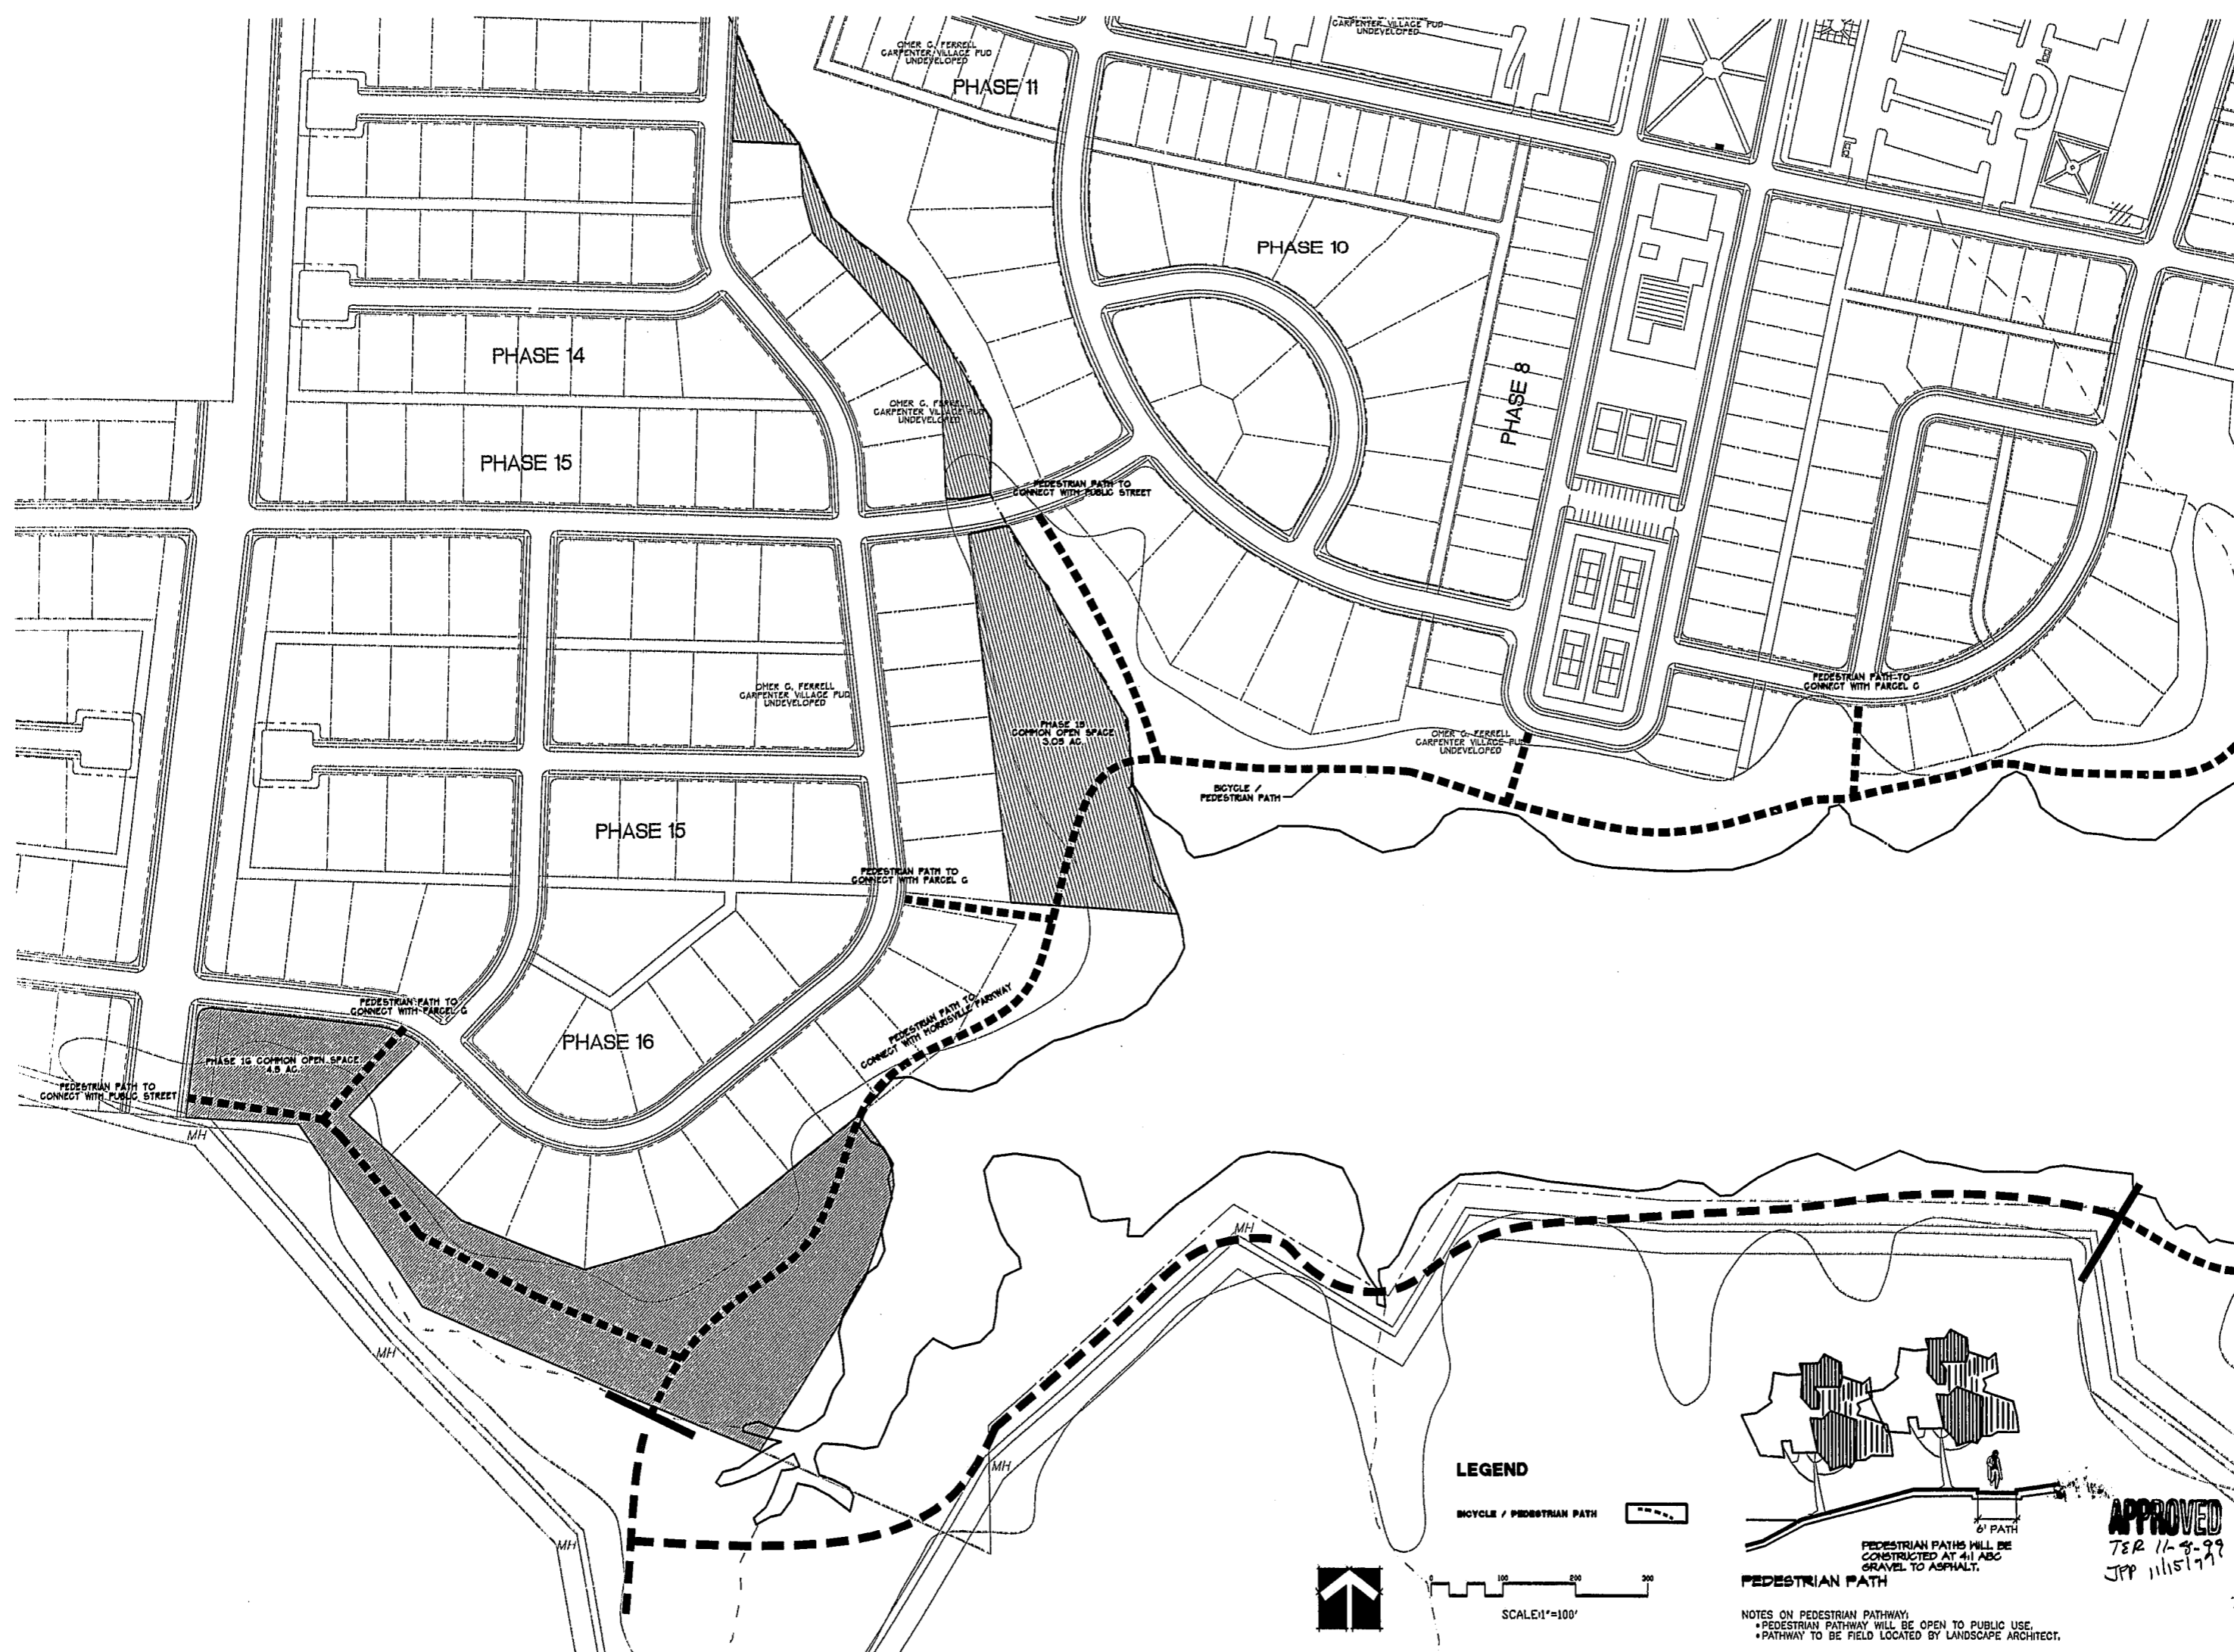 OMER G. FERRELL
CARPENTER VILLAGE PUD
UNDEVELOPED
CARPENTER VILLAGE PUD
UNDEVELOPED
PHASE 11
PHASE 10
PHASE 14
PHASE 8
OMER G. FERRELL
CARPENTER VILLAGE PUD
UNDEVELOPED
PHASE 15
PEDESTRIAN PATH TO
CONNECT WITH PUBLIC STREET
OMER G. FERRELL
CARPENTER VILLAGE PUD
UNDEVELOPED
PEDESTRIAN PATH TO
CONNECT WITH PARCEL G
PHASE 15
COMMON OPEN SPACE
3.05 AC.
OMER G. FERRELL
CARPENTER VILLAGE PUD
UNDEVELOPED
BICYCLE /
PEDESTRIAN PATH
PHASE 15
PEDESTRIAN PATH TO
CONNECT WITH PARCEL G
PEDESTRIAN PATH TO
CONNECT WITH PARCEL G
PEDESTRIAN PATH TO
CONNECT WITH MORRISVILLE PARKWAY
PHASE 16
PHASE 16 COMMON OPEN SPACE
4.5 AC.
PEDESTRIAN PATH TO
CONNECT WITH PUBLIC STREET
MH
MH
MH
MH
MH
LEGEND
BICYCLE / PEDESTRIAN PATH
0 100 200 300
SCALE:1"=100'
6' PATH
PEDESTRIAN PATHS WILL BE
CONSTRUCTED AT 4:1 ABC
GRAVEL TO ASPHALT.
PEDESTRIAN PATH
NOTES ON PEDESTRIAN PATHWAY:
• PEDESTRIAN PATHWAY WILL BE OPEN TO PUBLIC USE.
• PATHWAY TO BE FIELD LOCATED BY LANDSCAPE ARCHITECT.
APPROVED
TER 11-8-99
JPP 11/15/99